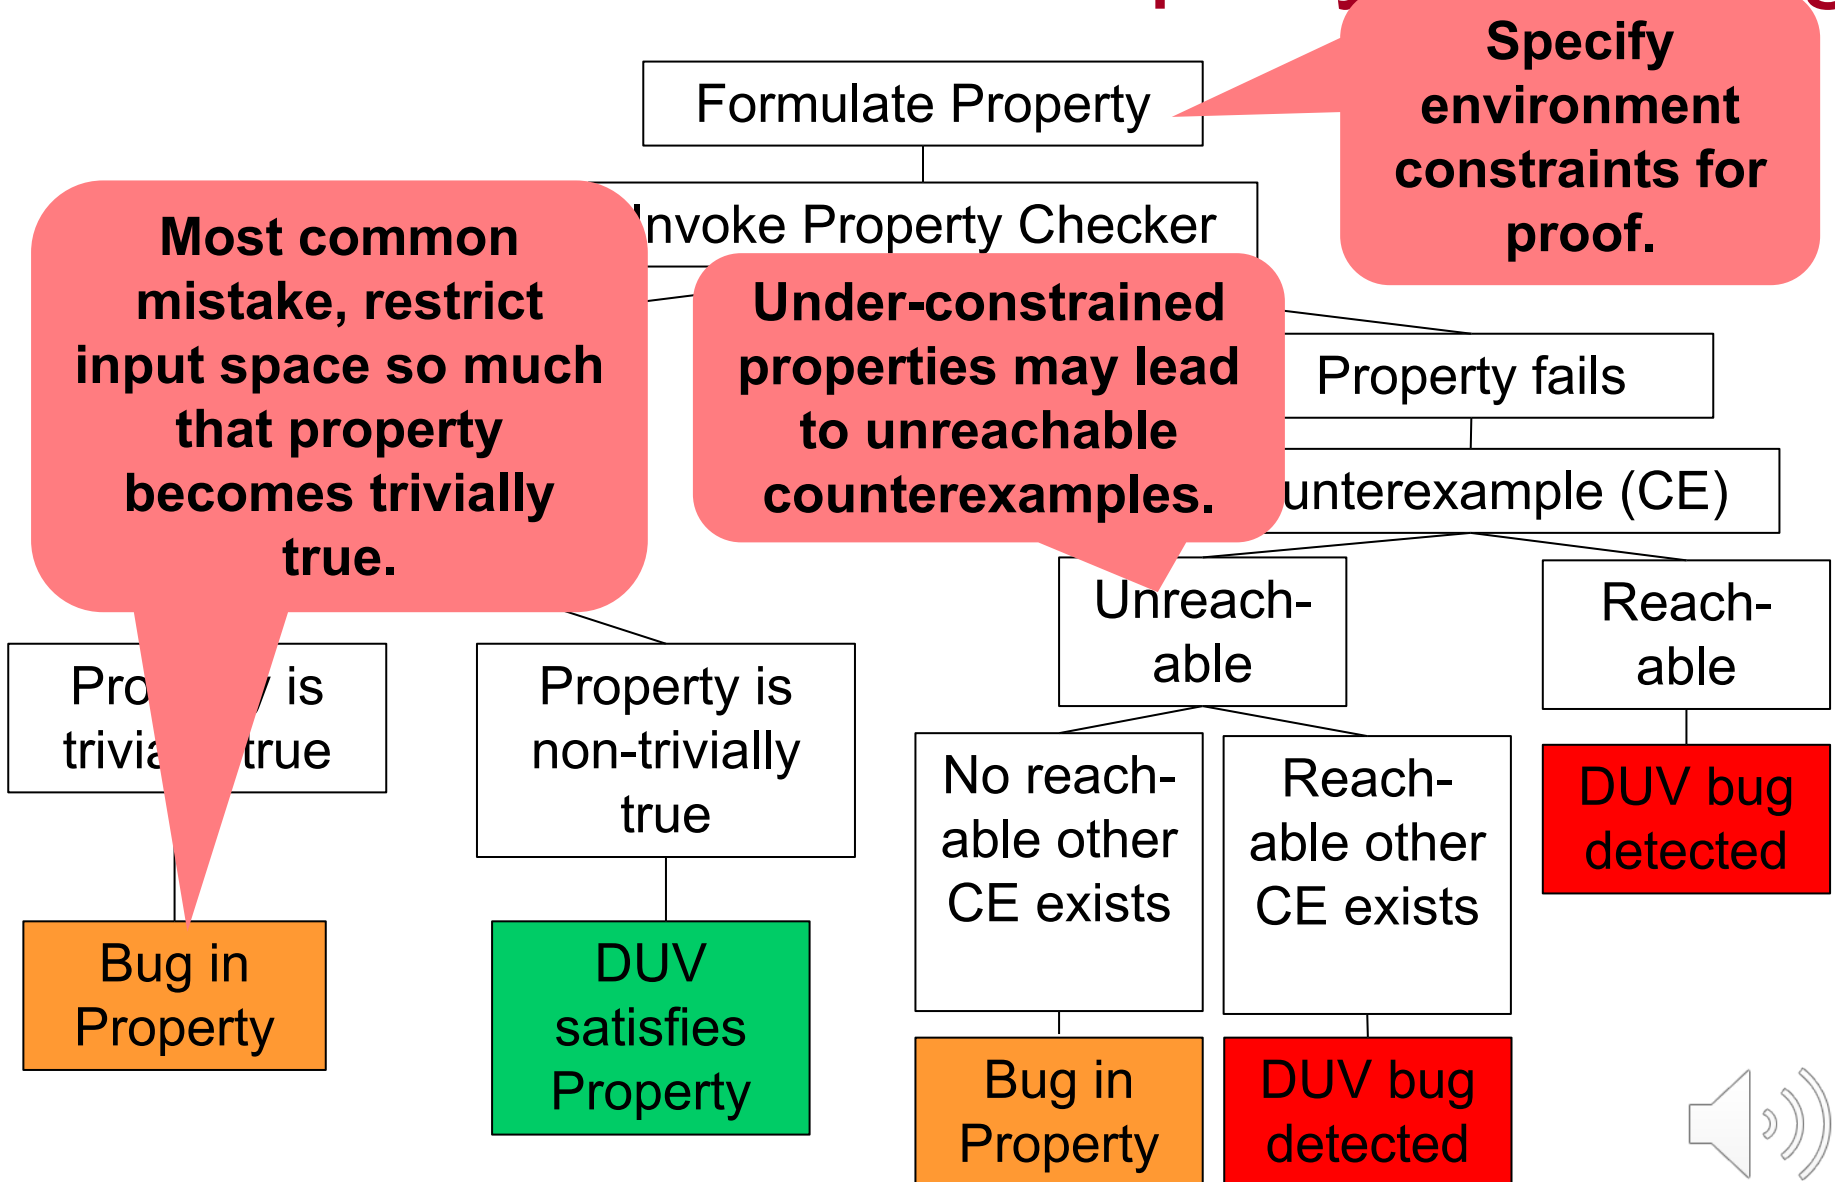 Specify
environment
constraints for
proof.
Formulate Property
Invoke Property Checker
Most common
mistake, restrict
input space so much
that property
becomes trivially
true.
Under-constrained
properties may lead
to unreachable
counterexamples.
Property fails
unterexample (CE)
Unreach-
able
Reach-
able
is
true
Property is
non-trivially
true
No reach-
able other
CE exists
Reach-
able other
CE exists
DUV bug
detected
Bug in
Property
DUV
satisfies
Property
Bug in
Property
DUV bug
detected